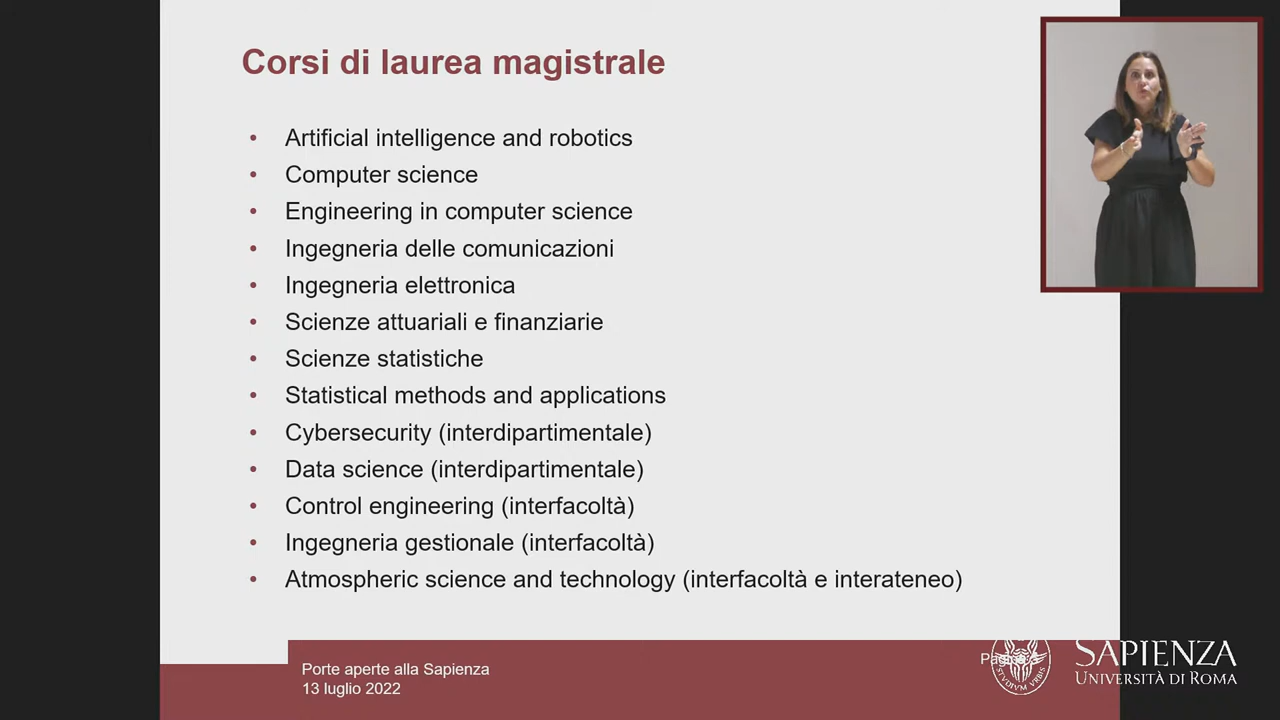 Corsi di laurea magistrale
• Artificial intelligence and robotics
• Computer science
• Engineering in computer science
• Ingegneria delle comunicazioni
• Ingegneria elettronica
• Scienze attuariali e finanziarie
• Scienze statistiche
• Statistical methods and applications
• Cybersecurity (interdipartimentale)
• Data science (interdipartimentale)
• Control engineering (interfacoltà)
• Ingegneria gestionale (interfacoltà)
• Atmospheric science and technology (interfacoltà e interateneo)
Porte aperte alla Sapienza
13 luglio 2022
STUDIUM URBIS
SAPIENZA
UNIVERSITÀ DI ROMA